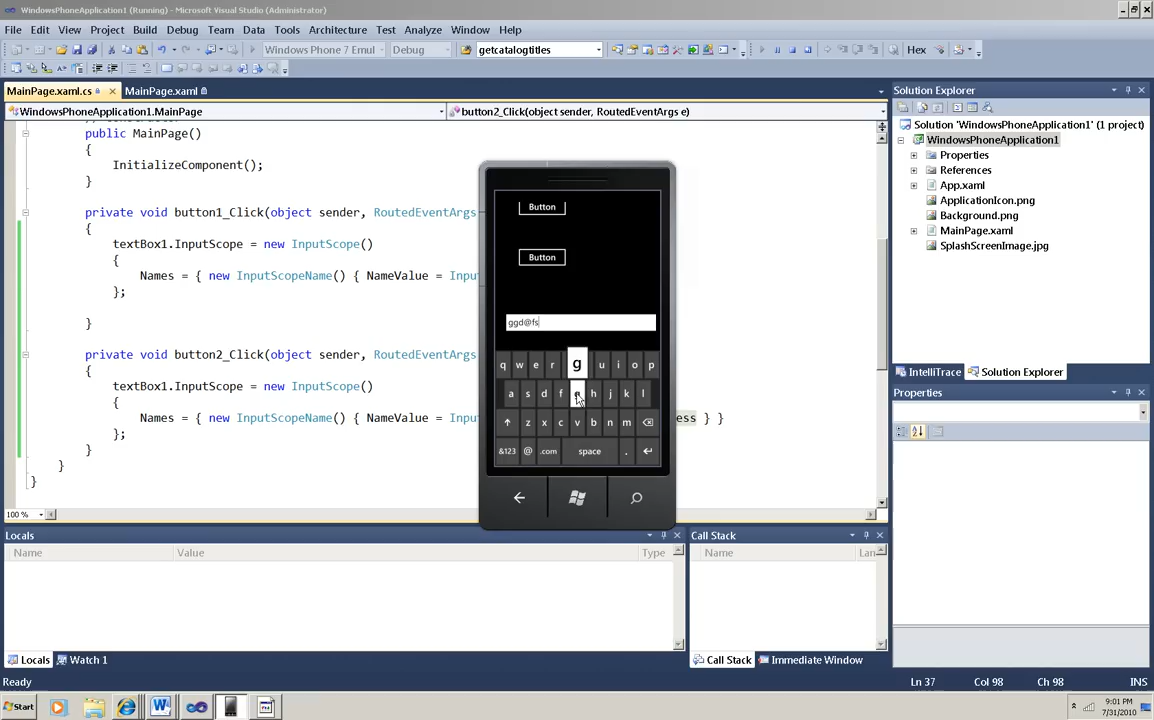 WindowsPhoneApplication1 (Running) - Microsoft Visual Studio (Administrator)
File Edit View Project Build Debug Team Data Tools Architecture Test Analyze Window Help
Windows Phone 7 Emul Debug getcatalogtitles Hex
MainPage.xaml.cs MainPage.xaml
WindowsPhoneApplication1.MainPage button2_Click(object sender, RoutedEventArgs e)
public MainPage()
{
InitializeComponent();
}
private void button1_Click(object sender, RoutedEventArgs
{
textBox1.InputScope = new InputScope()
{
Names = { new InputScopeName() { NameValue = Inpu
};
}
private void button2_Click(object sender, RoutedEventArgs
{
textBox1.InputScope = new InputScope()
{
Names = { new InputScopeName() { NameValue = Inpu ess } }
};
}
}
}
100 %
Button
Button
ggd@fs
q w e r g u i o p
a s d f h j k l
z x c v b n m
&123 @ .com space .
Solution Explorer
Solution 'WindowsPhoneApplication1' (1 project)
WindowsPhoneApplication1
Properties
References
App.xaml
ApplicationIcon.png
Background.png
MainPage.xaml
SplashScreenImage.jpg
IntelliTrace Solution Explorer
Properties
Locals
Name Value Type
Call Stack
Name Lan
Locals Watch 1
Call Stack Immediate Window
Ready Ln 37 Col 98 Ch 98 INS
Start
9:01 PM
7/31/2010